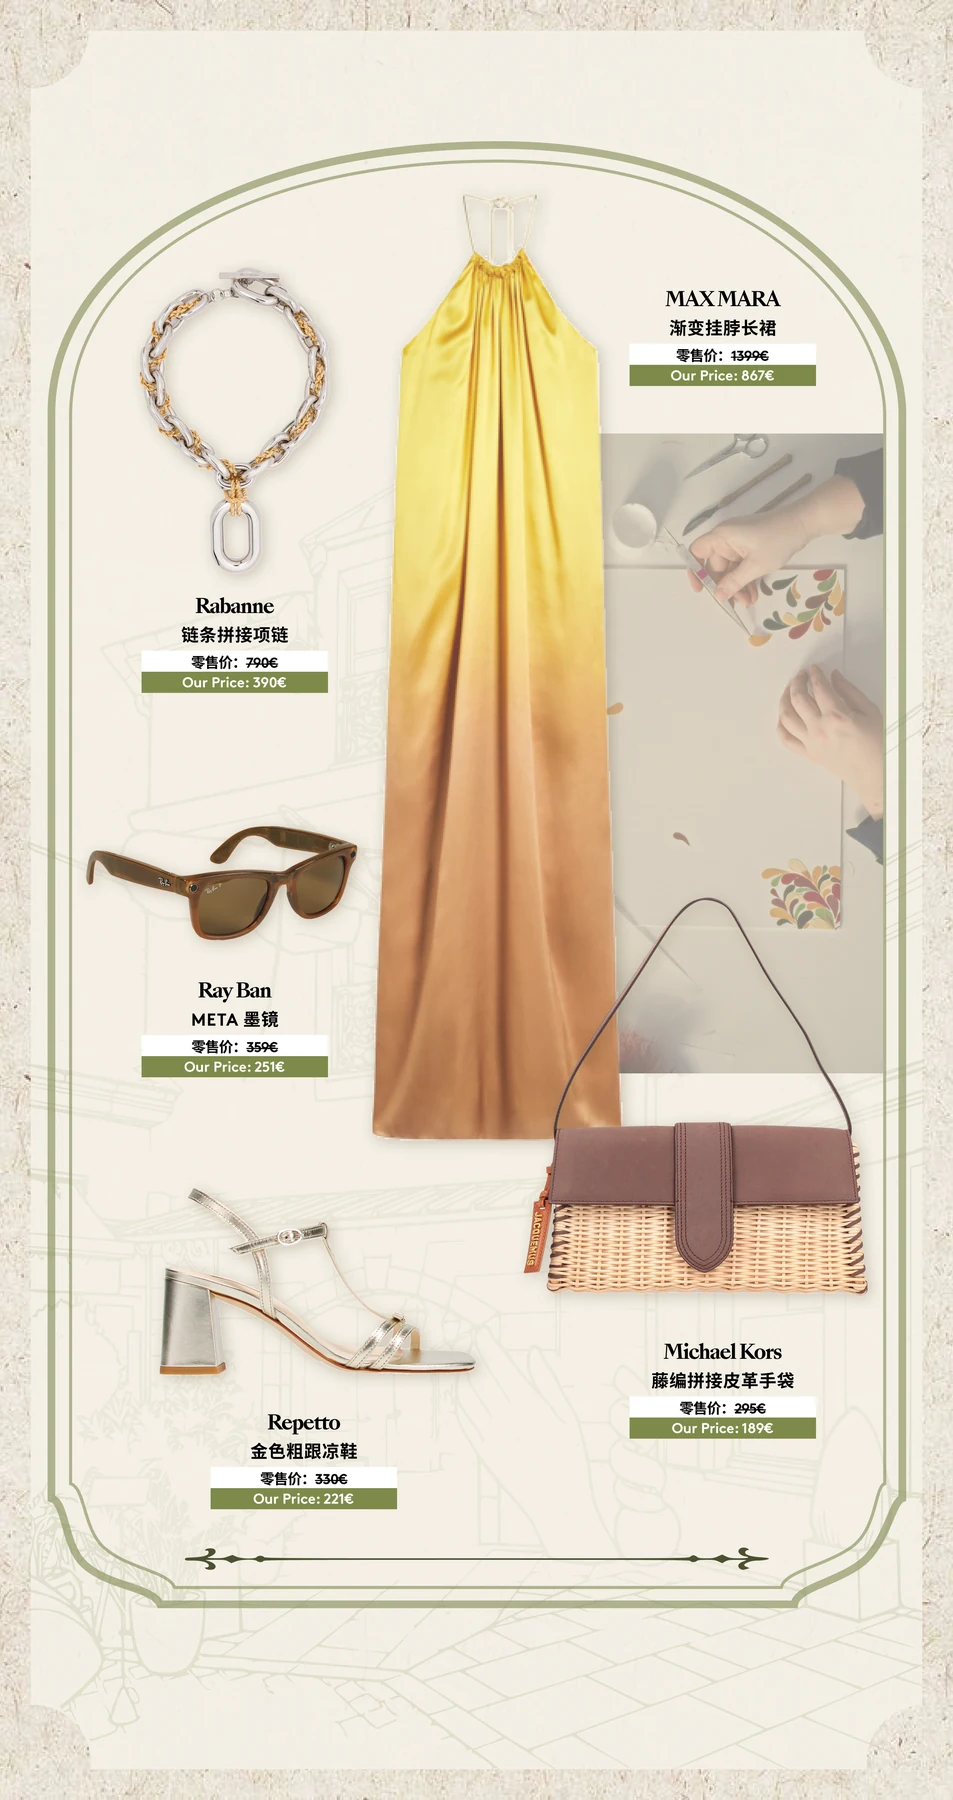 MAX MARA
渐变挂脖长裙
零售价：1399€
Our Price: 867€
Rabanne
链条拼接项链
零售价：790€
Our Price: 390€
Ray Ban
META 墨镜
零售价：359€
Our Price: 251€
JACQUEMUS
Michael Kors
藤编拼接皮革手袋
零售价：295€
Our Price: 189€
Repetto
金色粗跟凉鞋
零售价：330€
Our Price: 221€